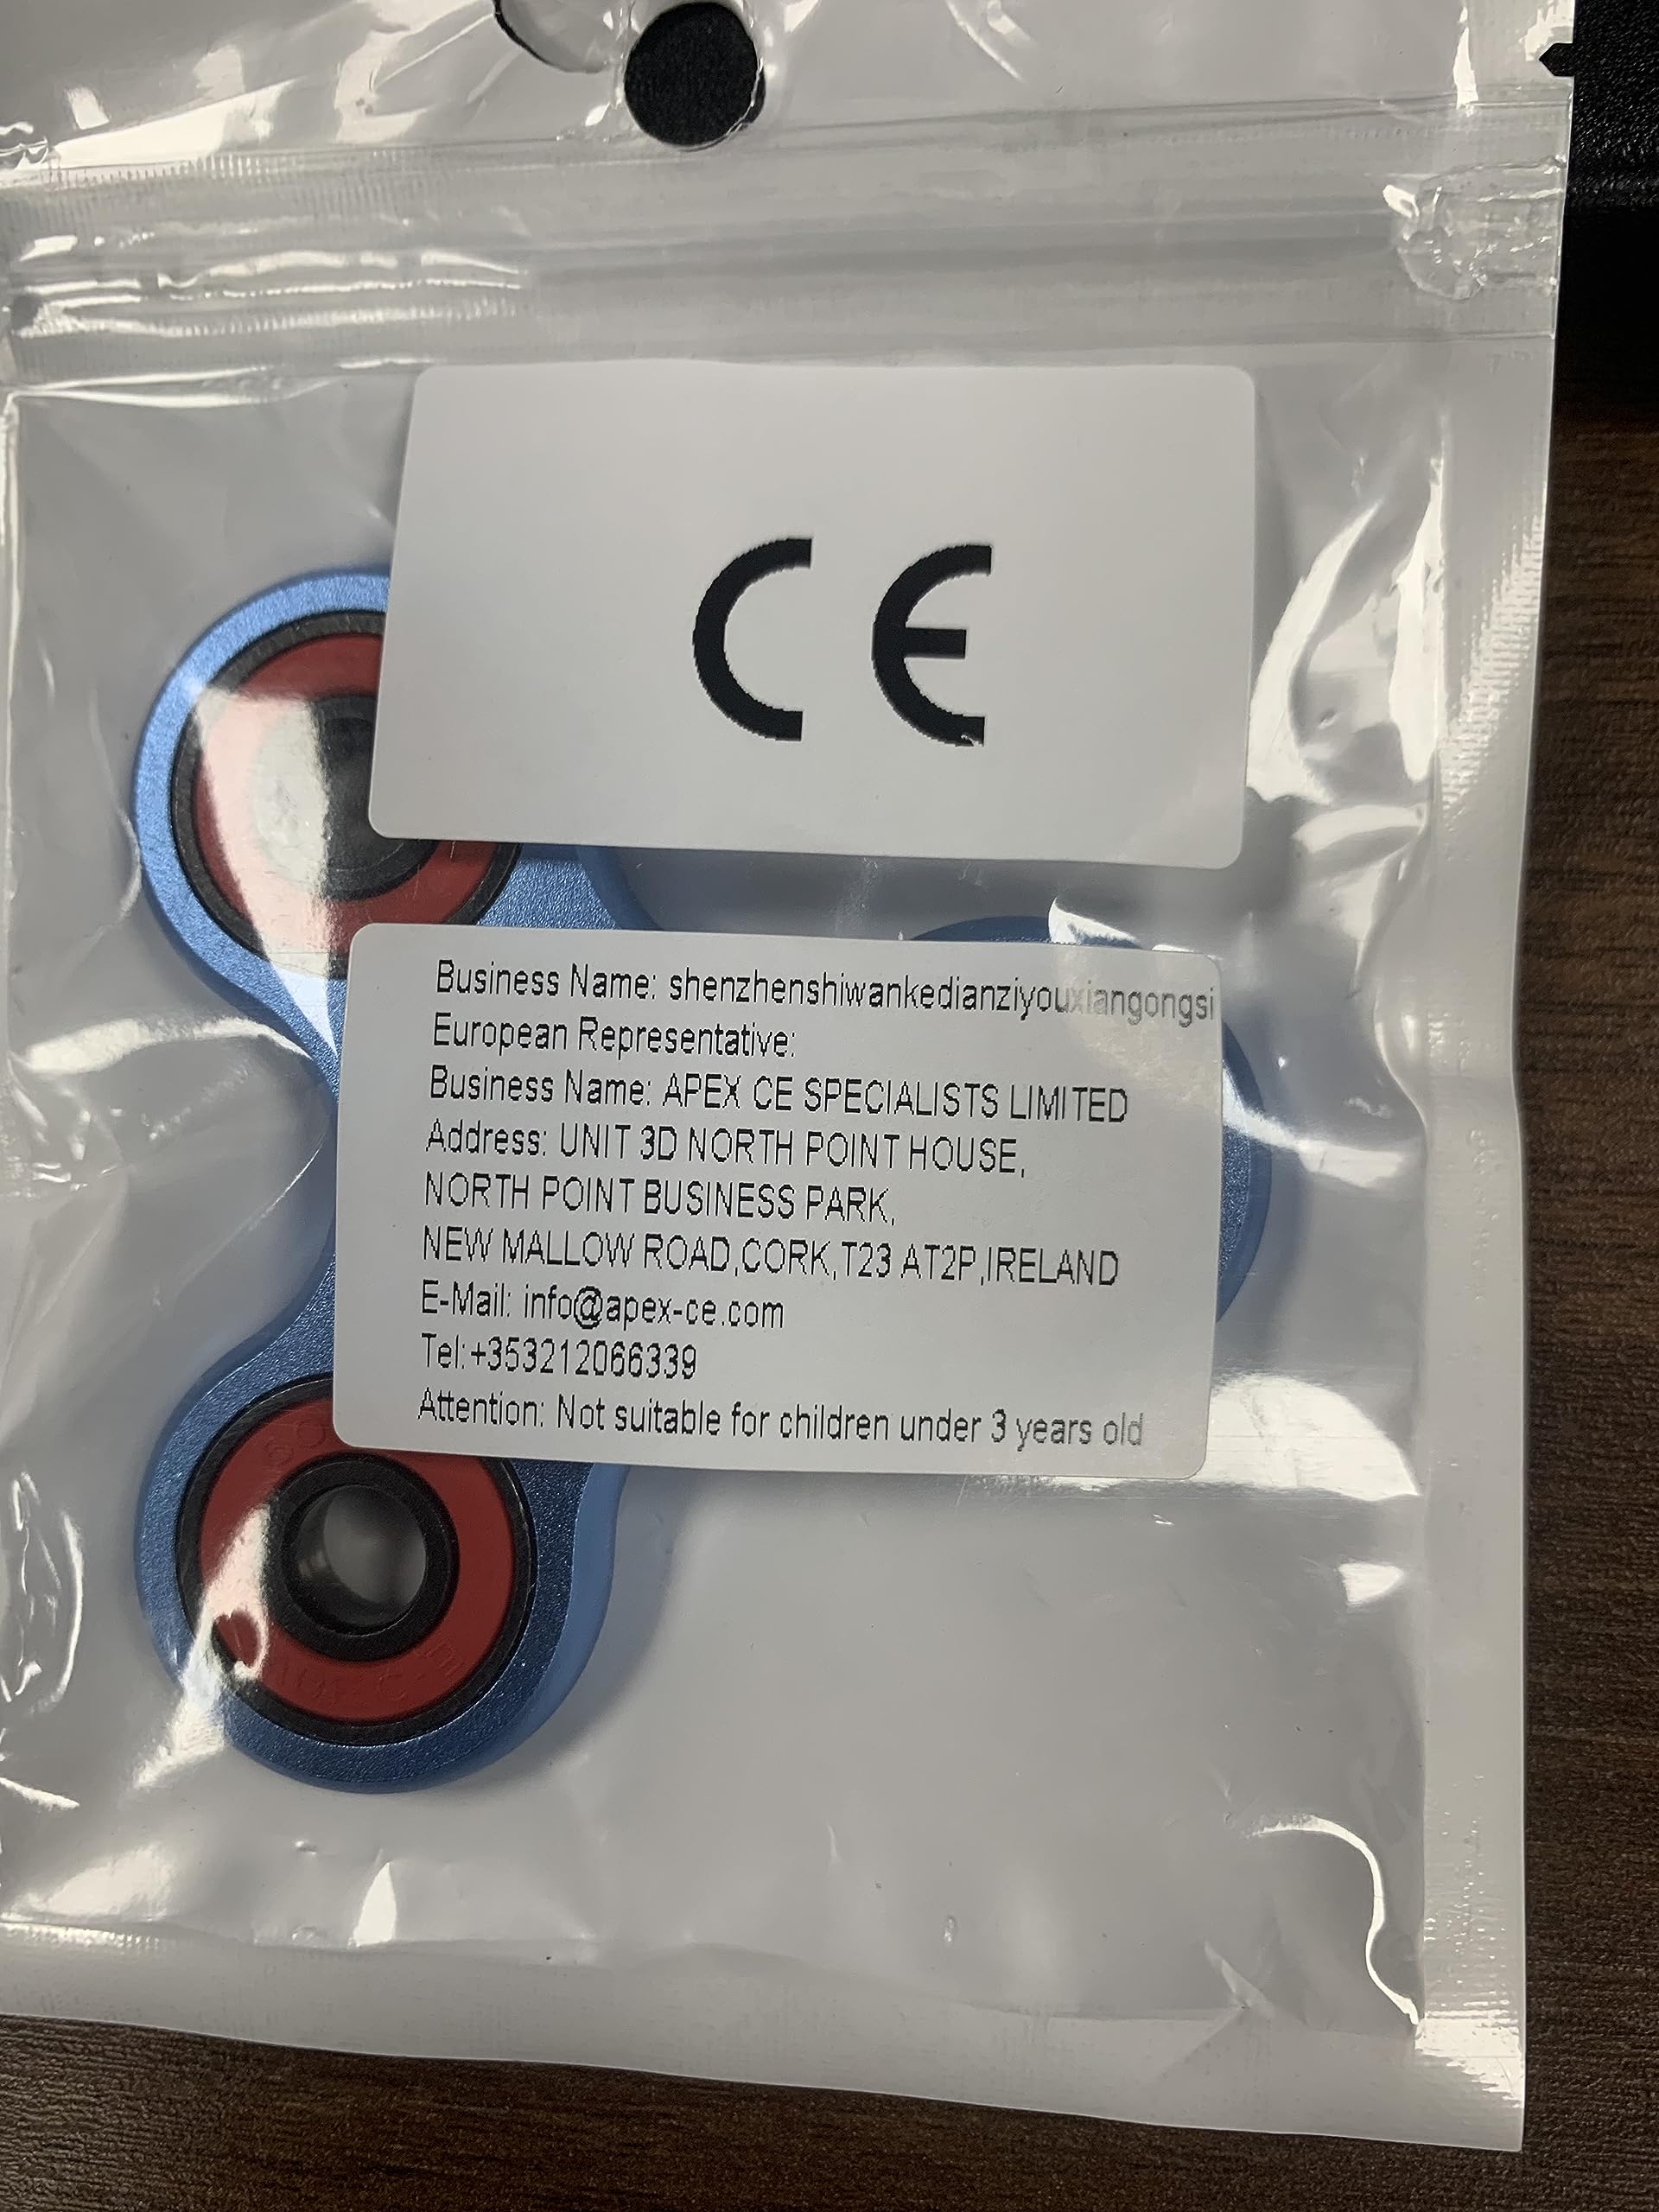 CE
Business Name: shenzhenshiwankedianziyouxiangongsi
European Representative:
Business Name: APEX CE SPECIALISTS LIMITED
Address: UNIT 3D NORTH POINT HOUSE,
NORTH POINT BUSINESS PARK,
NEW MALLOW ROAD,CORK,T23 AT2P,IRELAND
E-Mail: info@apex-ce.com
Tel:+353212066339
Attention: Not suitable for children under 3 years old